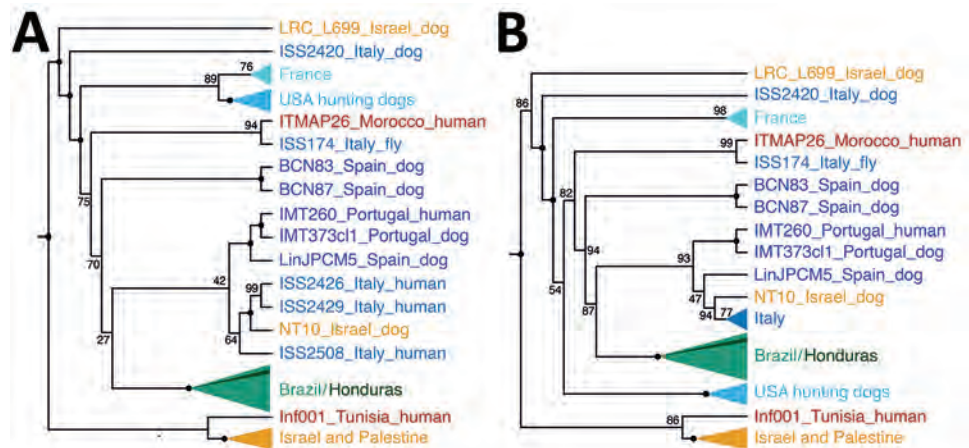 A
LRC_L699_Israel_dog
ISS2420_Italy_dog
76
France
89
USA hunting dogs
ITMAP26_Morocco_human
94
ISS174_Italy_fly
BCN83_Spain_dog
75
BCN87_Spain_dog
IMT260_Portugal_human
IMT373cl1_Portugal_dog
70
LinJPCM5_Spain_dog
42
99
ISS2426_Italy_human
ISS2429_Italy_human
NT10_Israel_dog
27
64
ISS2508_Italy_human
Brazil/Honduras
Inf001_Tunisia_human
Israel and Palestine
B
LRC_L699_Israel_dog
86
ISS2420_Italy_dog
98
France
ITMAP26_Morocco_human
99
ISS174_Italy_fly
82
BCN83_Spain_dog
BCN87_Spain_dog
IMT260_Portugal_human
94
IMT373cl1_Portugal_dog
93
LinJPCM5_Spain_dog
54
47
NT10_Israel_dog
87
94
77
Italy
Brazil/Honduras
USA hunting dogs
Inf001_Tunisia_human
86
Israel and Palestine